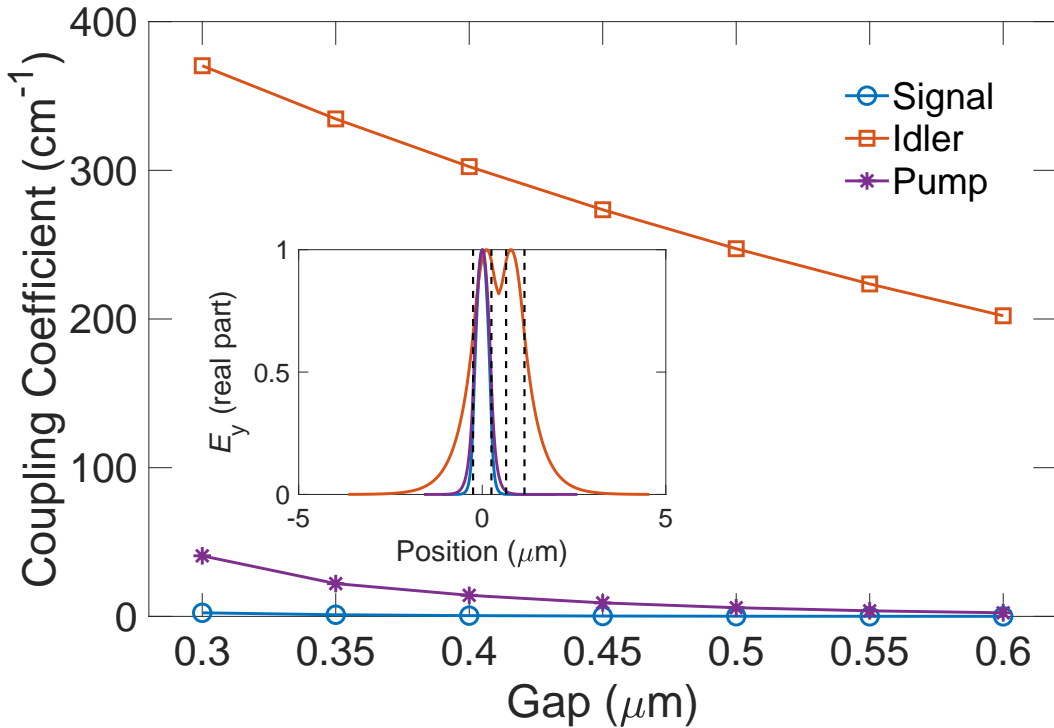 400
300
200
100
0
Coupling Coefficient (cm⁻¹)
Signal
Idler
Pump
1
0.5
0
E_y (real part)
-5
0
5
Position (μm)
0.3
0.35
0.4
0.45
0.5
0.55
0.6
Gap (μm)